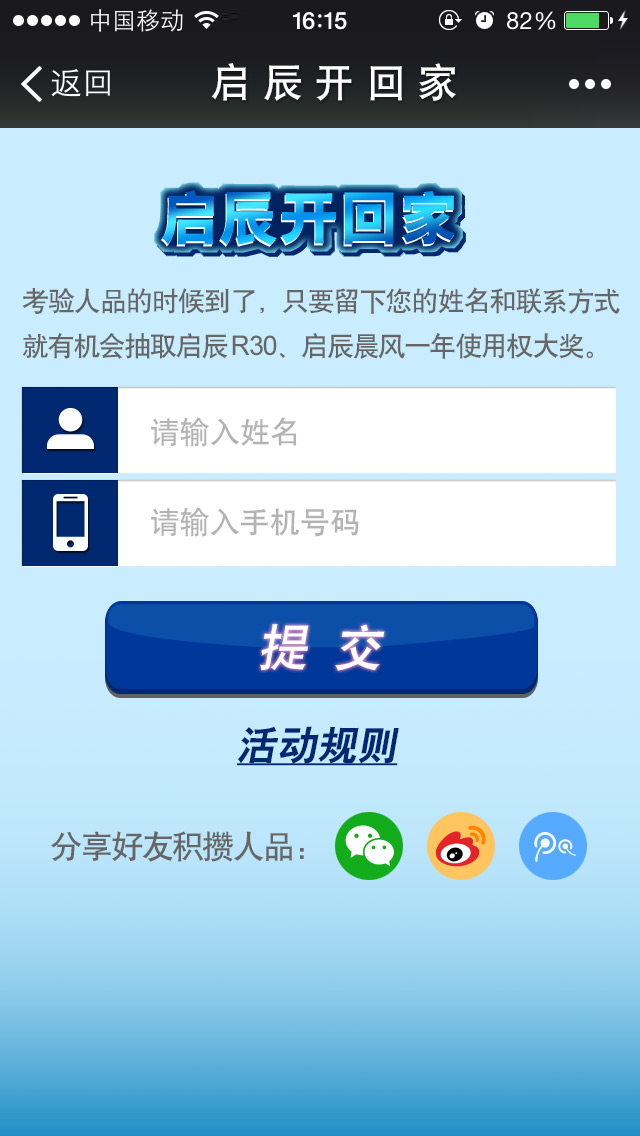 中国移动 16:15 82%
返回 启辰开回家
启辰开回家
考验人品的时候到了，只要留下您的姓名和联系方式
就有机会抽取启辰R30、启辰晨风一年使用权大奖。
请输入姓名
请输入手机号码
提 交
活动规则
分享好友积攒人品：